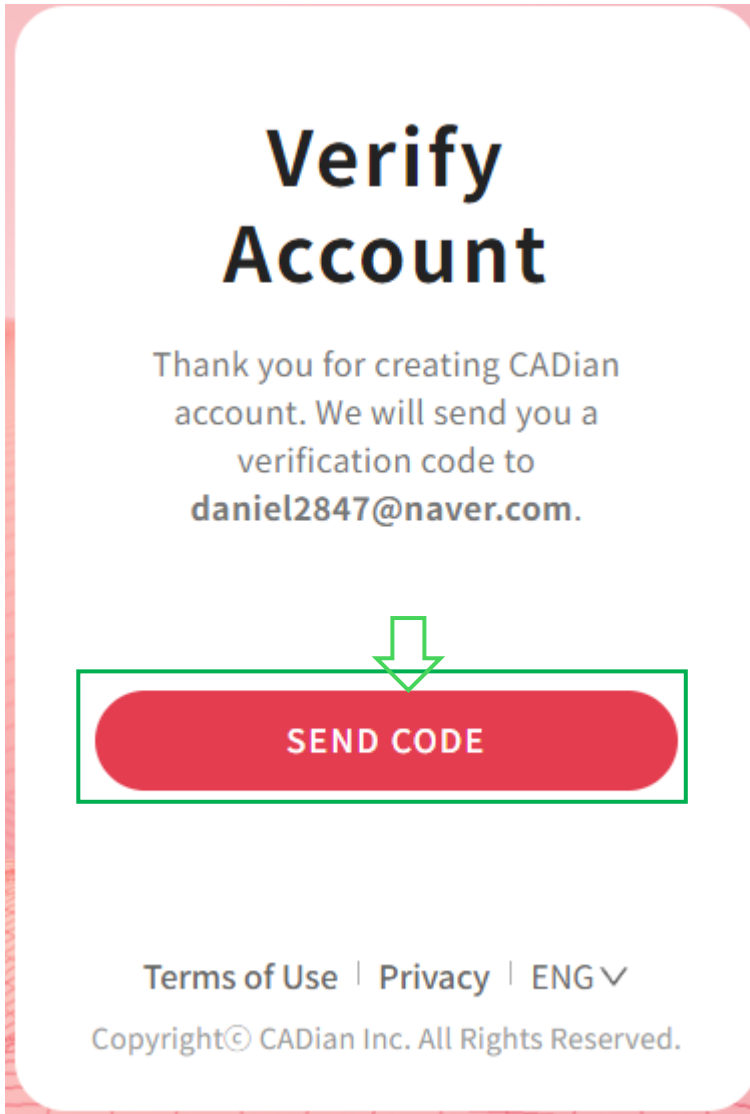 Verify
Account
Thank you for creating CADian
account. We will send you a
verification code to
daniel2847@naver.com.
SEND CODE
Terms of Use | Privacy | ENG
Copyrightⓒ CADian Inc. All Rights Reserved.